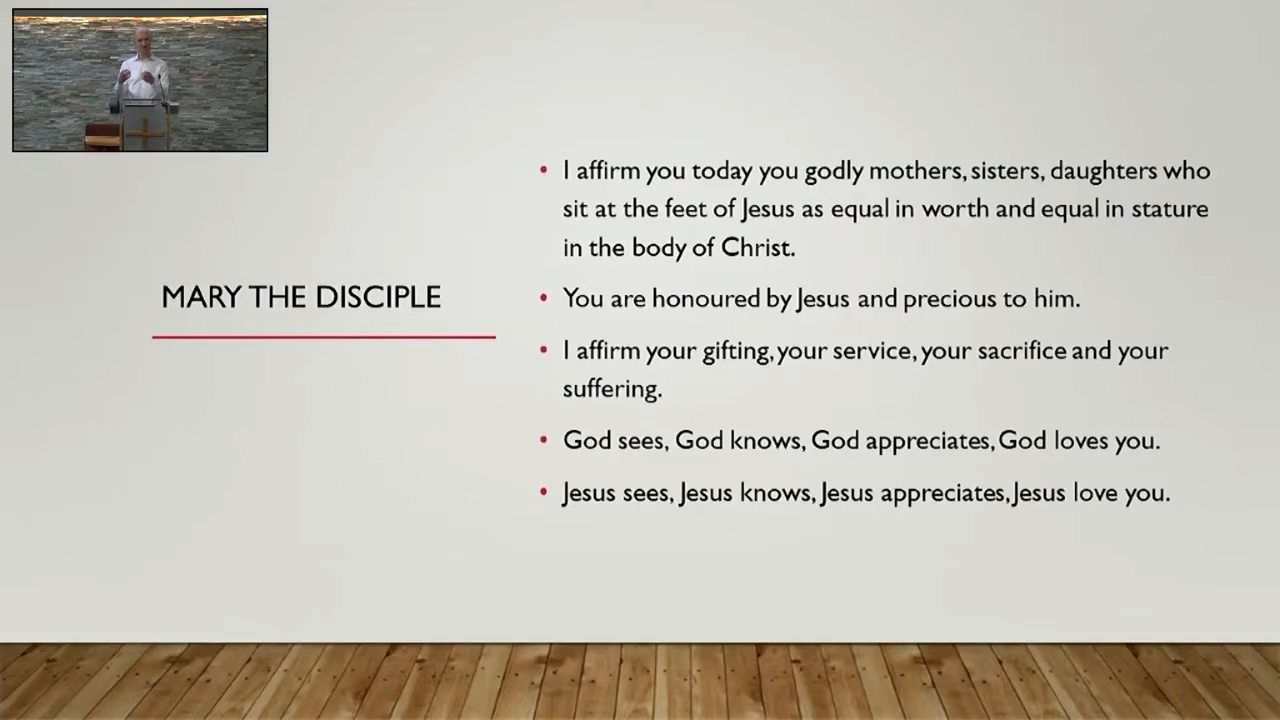 MARY THE DISCIPLE
• I affirm you today you godly mothers, sisters, daughters who
sit at the feet of Jesus as equal in worth and equal in stature
in the body of Christ.
• You are honoured by Jesus and precious to him.
• I affirm your gifting, your service, your sacrifice and your
suffering.
• God sees, God knows, God appreciates, God loves you.
• Jesus sees, Jesus knows, Jesus appreciates, Jesus love you.